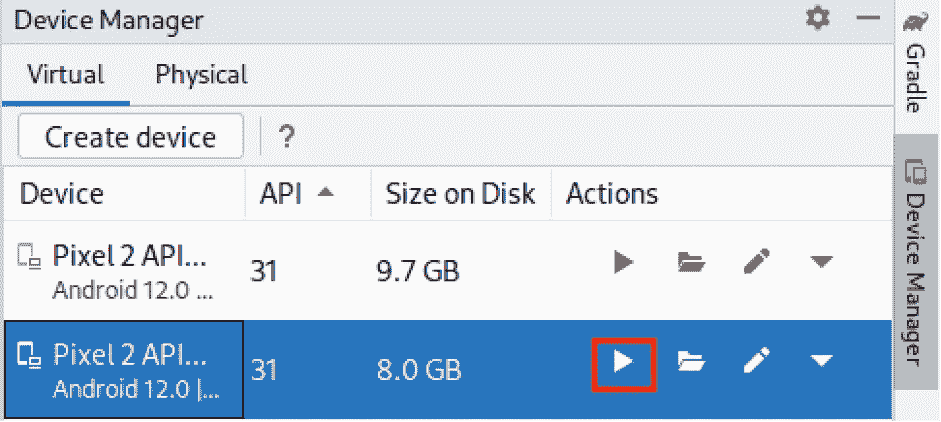 Device Manager
Virtual Physical
Create device ?
Device API Size on Disk Actions
Pixel 2 API...
Android 12.0 ...
31 9.7 GB
Pixel 2 API...
Android 12.0 |...
31 8.0 GB
Gradle
Device Manager